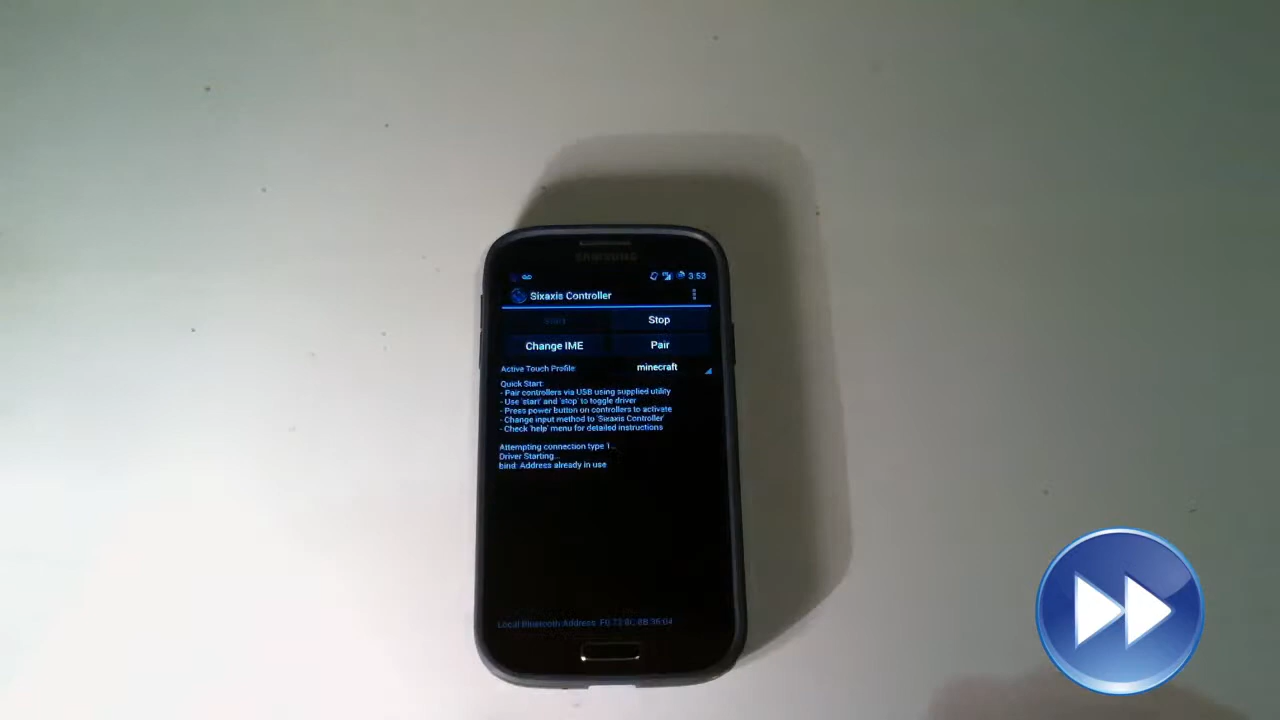 SAMSUNG
3:53
Sixaxis Controller
Start
Stop
Change IME
Pair
Active Touch Profile:
minecraft
Quick Start:
- Pair controllers via USB using supplied utility
- Use 'start' and 'stop' to toggle driver
- Press power button on controllers to activate
- Change input method to 'Sixaxis Controller'
- Check 'help' menu for detailed instructions
Attempting connection type 1...
Driver Starting...
bind: Address already in use
Local Bluetooth Address: